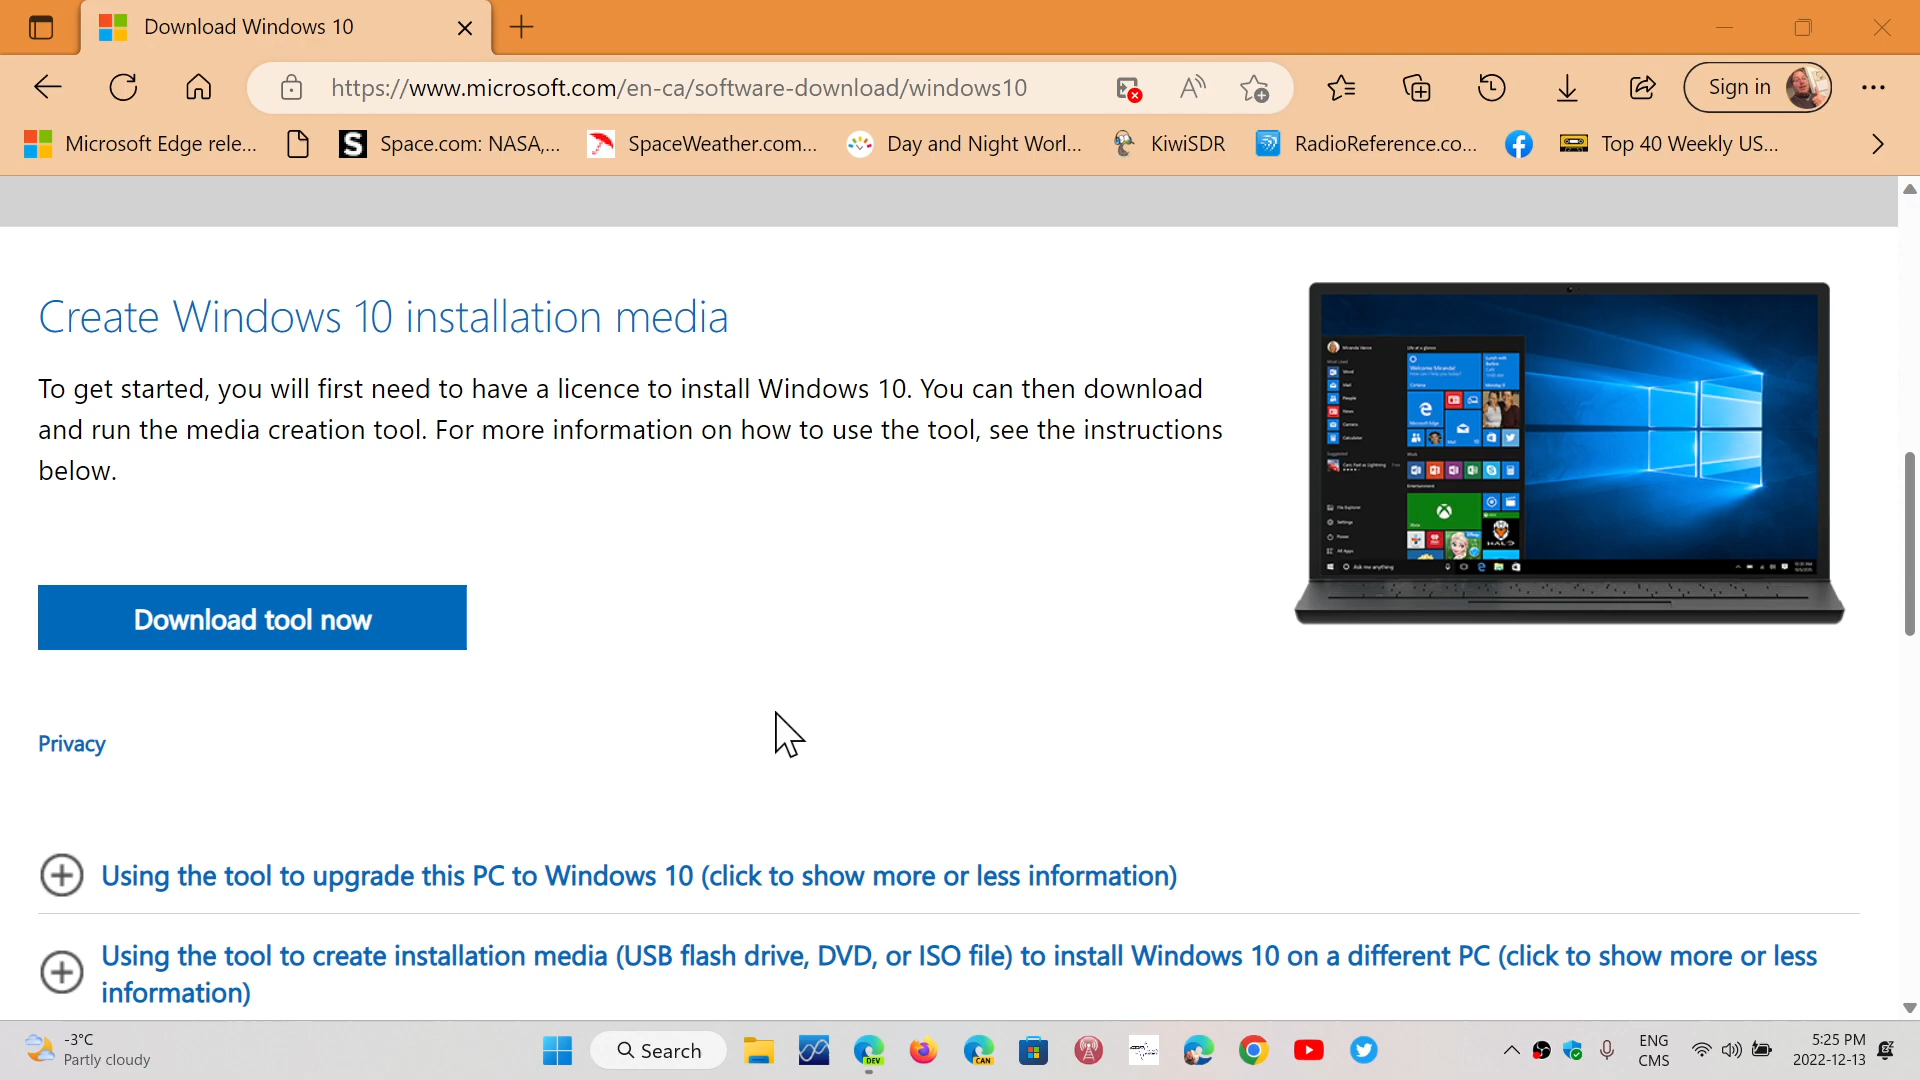 Download Windows 10
https://www.microsoft.com/en-ca/software-download/windows10
Sign in
Microsoft Edge rele...
Space.com: NASA,...
SpaceWeather.com...
Day and Night Worl...
KiwiSDR
RadioReference.co...
Top 40 Weekly US...
Create Windows 10 installation media
To get started, you will first need to have a licence to install Windows 10. You can then download
and run the media creation tool. For more information on how to use the tool, see the instructions
below.
Download tool now
Privacy
Using the tool to upgrade this PC to Windows 10 (click to show more or less information)
Using the tool to create installation media (USB flash drive, DVD, or ISO file) to install Windows 10 on a different PC (click to show more or less
information)
-3°C
Partly cloudy
Search
DEV
CAN
ENG
CMS
5:25 PM
2022-12-13